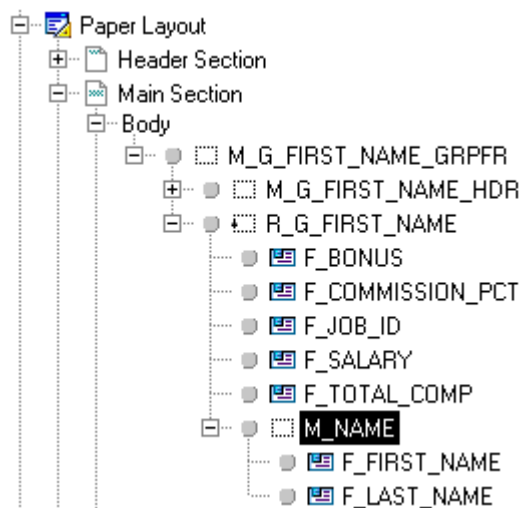 Paper Layout
Header Section
Main Section
Body
M_G_FIRST_NAME_GRPFR
M_G_FIRST_NAME_HDR
R_G_FIRST_NAME
F_BONUS
F_COMMISSION_PCT
F_JOB_ID
F_SALARY
F_TOTAL_COMP
M_NAME
F_FIRST_NAME
F_LAST_NAME